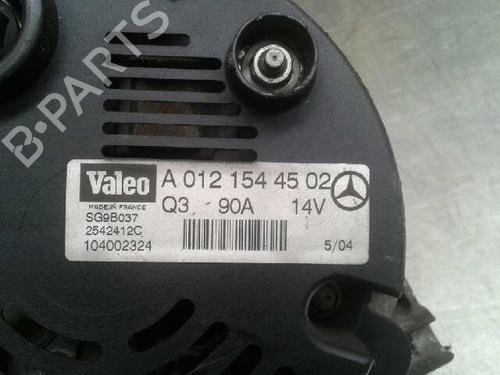 B-PARTS
Valeo A 012 154 45 02
MADE IN FRANCE
SG9B037 Q3 90A 14V
2542412C
104002324 5/04